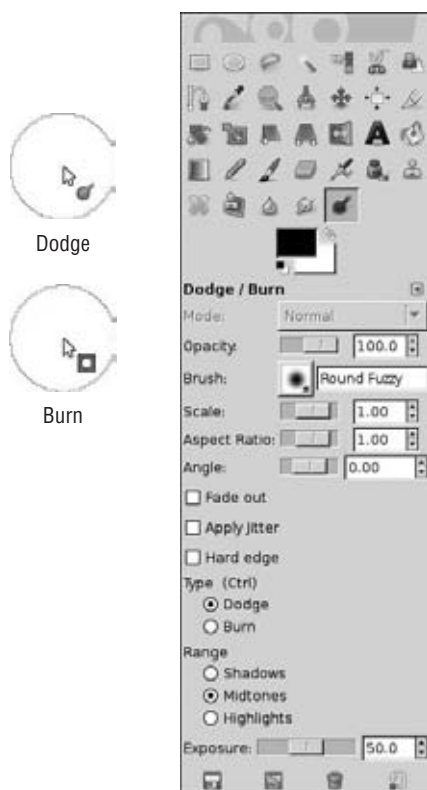 Dodge
Burn
Dodge / Burn
Mode: Normal
Opacity: 100.0
Brush: Round Fuzzy
Scale: 1.00
Aspect Ratio: 1.00
Angle: 0.00
Fade out
Apply Jitter
Hard edge
Type (Ctrl)
Dodge
Burn
Range
Shadows
Midtones
Highlights
Exposure: 50.0